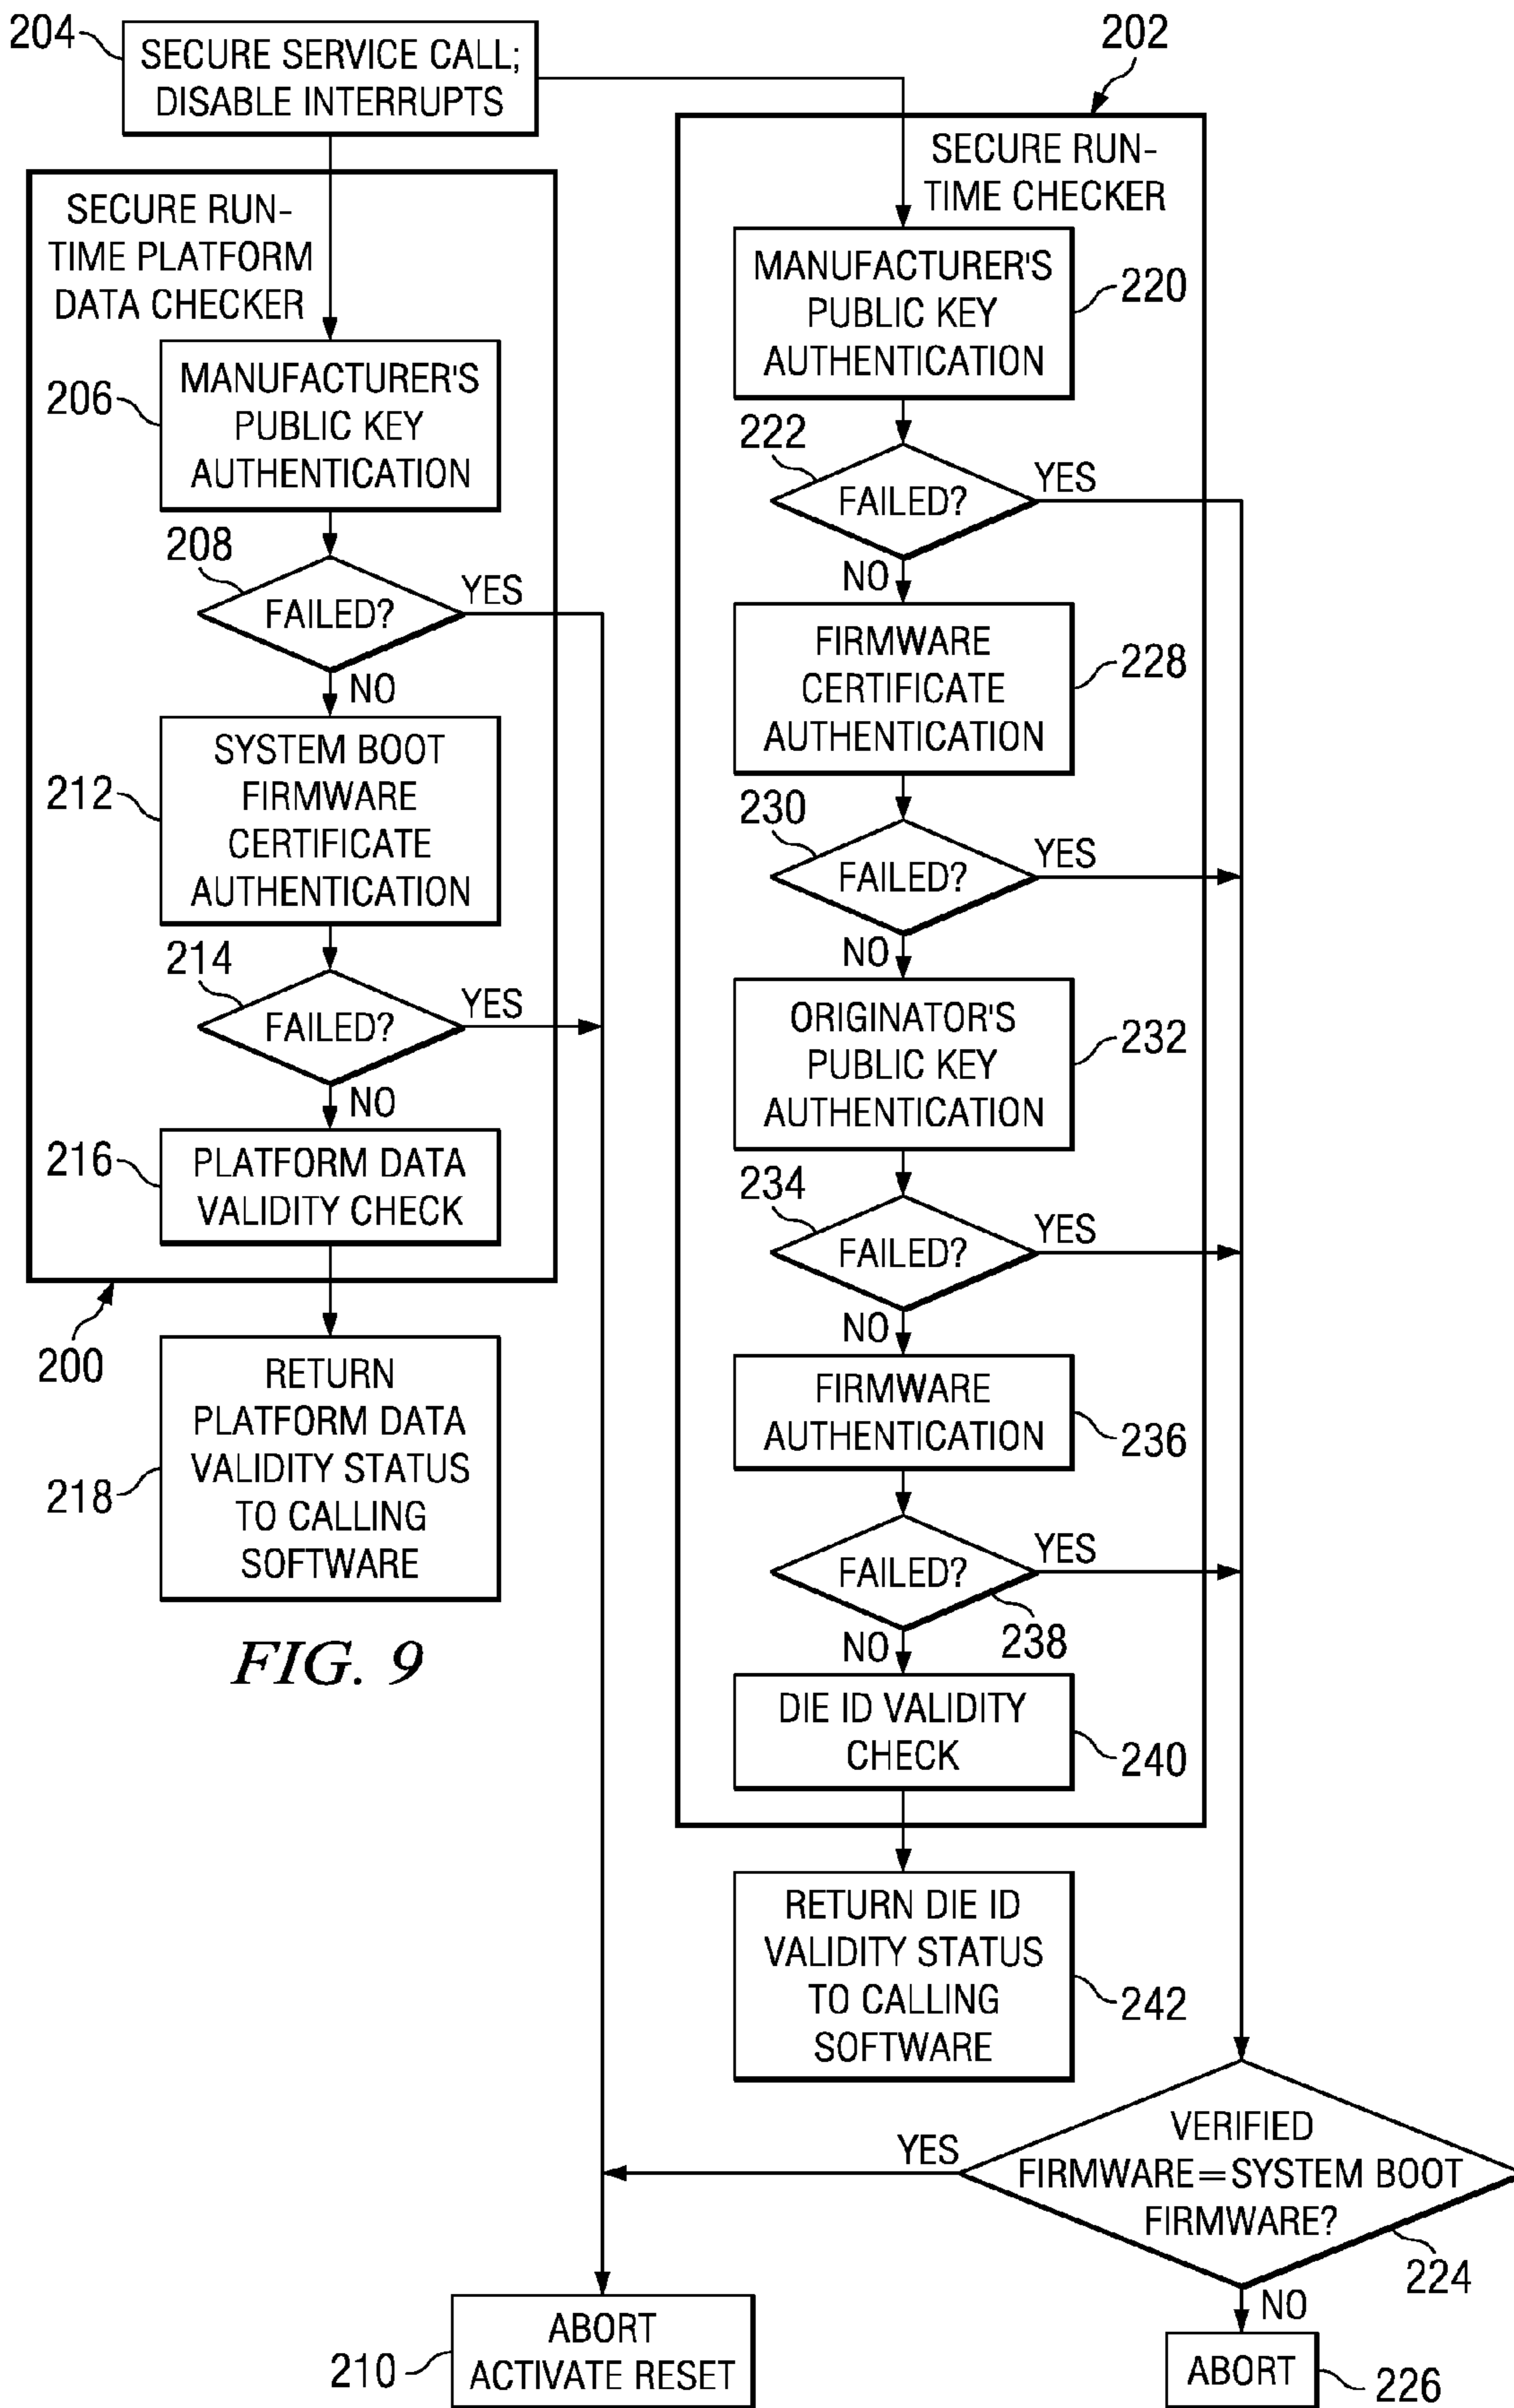 204
SECURE SERVICE CALL;
DISABLE INTERRUPTS
SECURE RUN-
TIME PLATFORM
DATA CHECKER
206
MANUFACTURER'S
PUBLIC KEY
AUTHENTICATION
208
FAILED?
YES
NO
212
SYSTEM BOOT
FIRMWARE
CERTIFICATE
AUTHENTICATION
214
FAILED?
YES
NO
216
PLATFORM DATA
VALIDITY CHECK
200
218
RETURN
PLATFORM DATA
VALIDITY STATUS
TO CALLING
SOFTWARE
FIG. 9
202
SECURE RUN-
TIME CHECKER
MANUFACTURER'S
PUBLIC KEY
AUTHENTICATION
220
222
FAILED?
YES
NO
FIRMWARE
CERTIFICATE
AUTHENTICATION
228
230
FAILED?
YES
NO
ORIGINATOR'S
PUBLIC KEY
AUTHENTICATION
232
234
FAILED?
YES
NO
FIRMWARE
AUTHENTICATION
236
FAILED?
YES
238
NO
DIE ID VALIDITY
CHECK
240
RETURN DIE ID
VALIDITY STATUS
TO CALLING
SOFTWARE
242
VERIFIED
FIRMWARE=SYSTEM BOOT
FIRMWARE?
YES
224
NO
210
ABORT
ACTIVATE RESET
ABORT
226